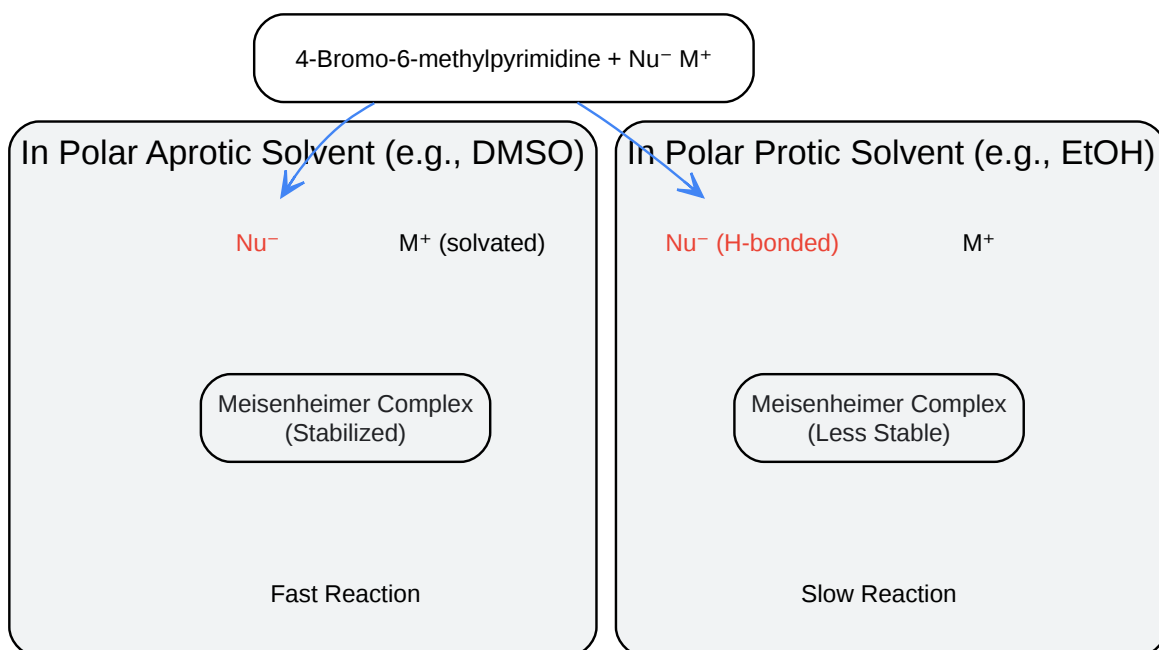 4-Bromo-6-methylpyrimidine + Nu⁻ M⁺
In Polar Aprotic Solvent (e.g., DMSO)
Nu⁻
M⁺ (solvated)
Meisenheimer Complex
(Stabilized)
Fast Reaction
In Polar Protic Solvent (e.g., EtOH)
Nu⁻ (H-bonded)
M⁺
Meisenheimer Complex
(Less Stable)
Slow Reaction